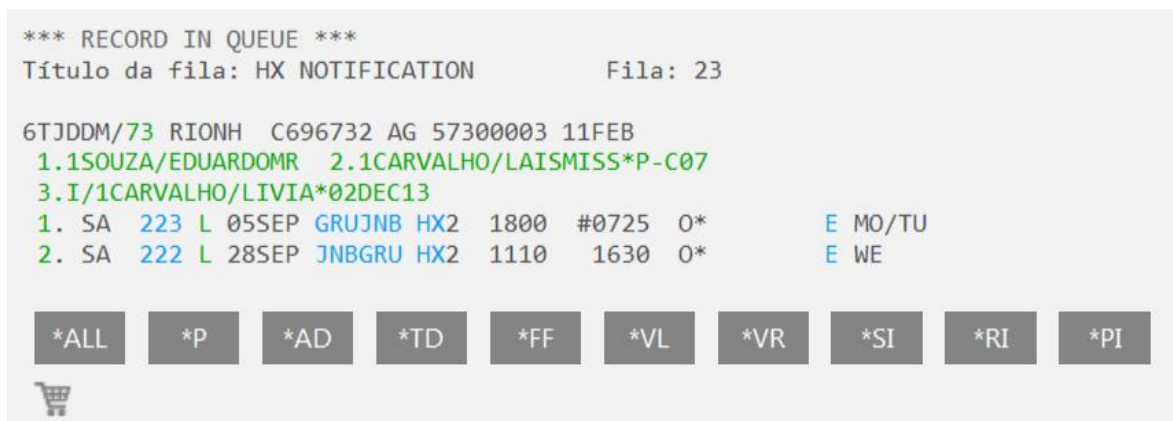 *** RECORD IN QUEUE ***
Título da fila: HX NOTIFICATION Fila: 23
6TJDDM/73 RIONH C696732 AG 57300003 11FEB
1.1SOUZA/EDUARDOMR 2.1CARVALHO/LAISMISS*P-C07
3.I/1CARVALHO/LIVIA*02DEC13
1. SA 223 L 05SEP GRUJNB HX2 1800 #0725 O* E MO/TU
2. SA 222 L 28SEP JNBGRU HX2 1110 1630 O* E WE
*ALL *P *AD *TD *FF *VL *VR *SI *RI *PI